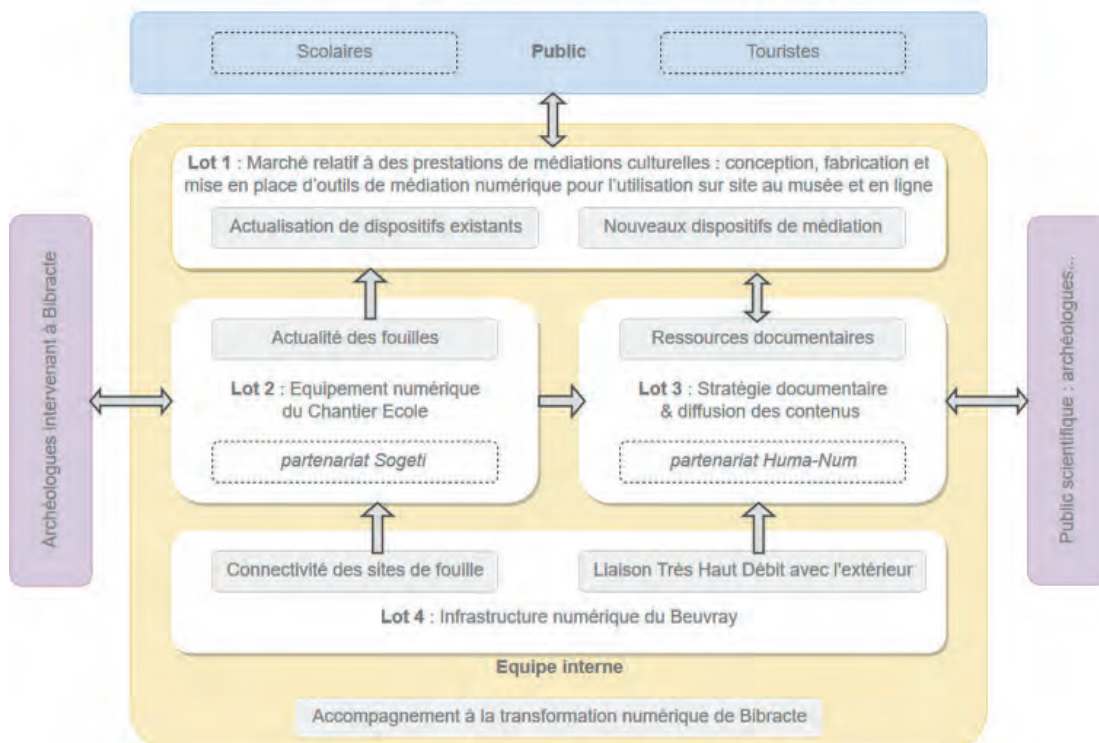 Scolaires
Public
Touristes
Lot 1 : Marché relatif à des prestations de médiations culturelles : conception, fabrication et
mise en place d'outils de médiation numérique pour l'utilisation sur site au musée et en ligne
Actualisation de dispositifs existants
Nouveaux dispositifs de médiation
Archéologues intervenant à Bibracte
Actualité des fouilles
Lot 2 : Equipement numérique
du Chantier Ecole
partenariat Sogeti
Ressources documentaires
Lot 3 : Stratégie documentaire
& diffusion des contenus
partenariat Huma-Num
Public scientifique : archéologues...
Connectivité des sites de fouille
Liaison Très Haut Débit avec l'extérieur
Lot 4 : Infrastructure numérique du Beuvray
Equipe interne
Accompagnement à la transformation numérique de Bibracte